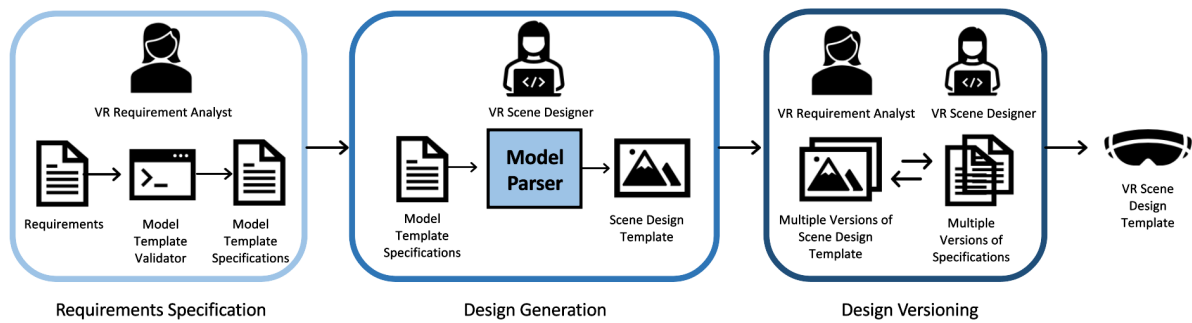 VR Requirement Analyst
Requirements
Model
Template
Validator
Model
Template
Specifications
Requirements Specification
</>
VR Scene Designer
Model
Template
Specifications
Model
Parser
Scene Design
Template
Design Generation
VR Requirement Analyst
</>
VR Scene Designer
Multiple Versions of
Scene Design
Template
Multiple
Versions of
Specifications
Design Versioning
VR Scene
Design
Template